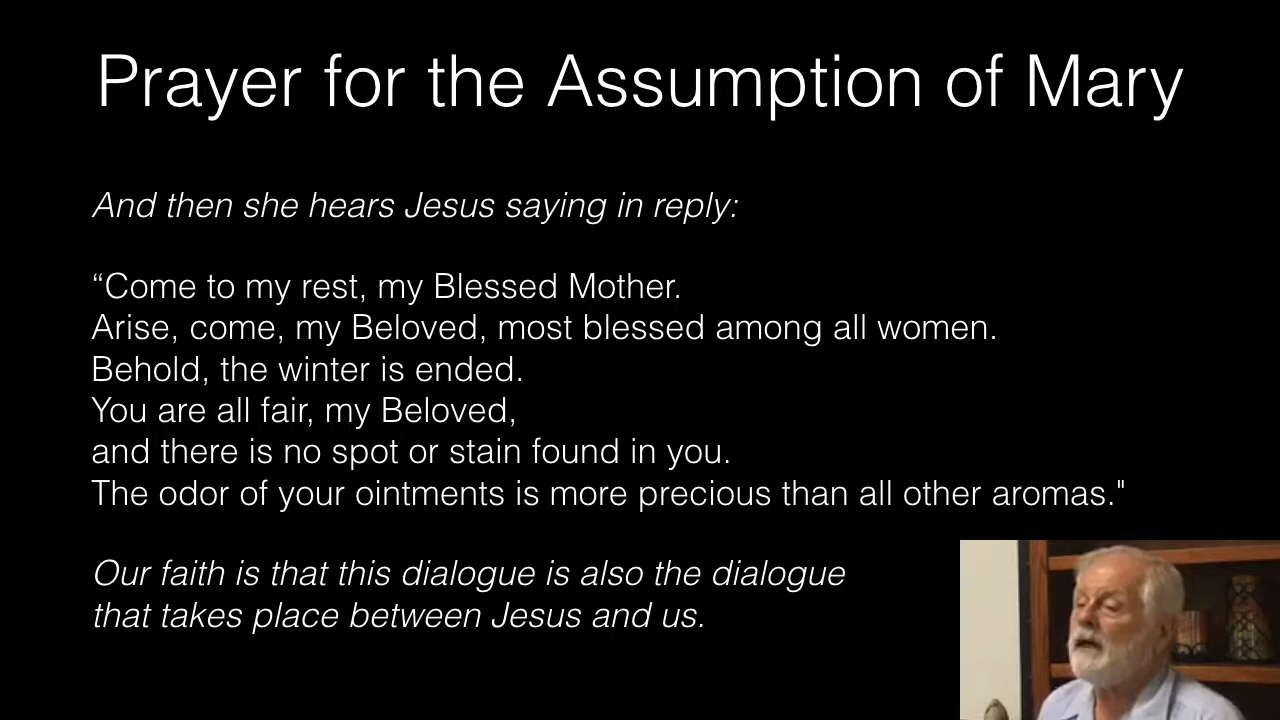 Prayer for the Assumption of Mary
And then she hears Jesus saying in reply:
“Come to my rest, my Blessed Mother.
Arise, come, my Beloved, most blessed among all women.
Behold, the winter is ended.
You are all fair, my Beloved,
and there is no spot or stain found in you.
The odor of your ointments is more precious than all other aromas."
Our faith is that this dialogue is also the dialogue
that takes place between Jesus and us.